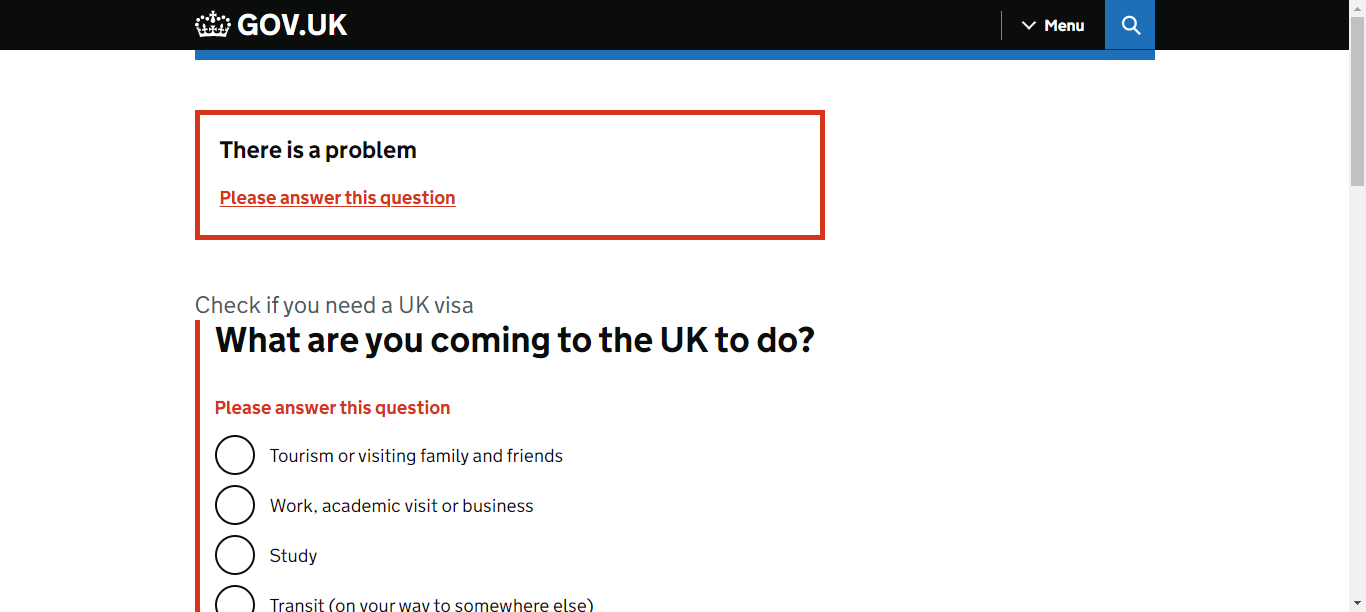 GOV.UK
Menu
There is a problem
Please answer this question
Check if you need a UK visa
What are you coming to the UK to do?
Please answer this question
Tourism or visiting family and friends
Work, academic visit or business
Study
Transit (on your way to somewhere else)